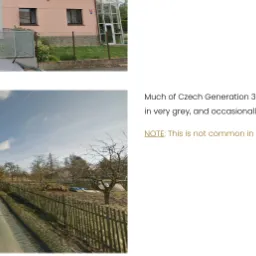 Much of Czech Generation 3
in very grey, and occasionall
NOTE: This is not common in